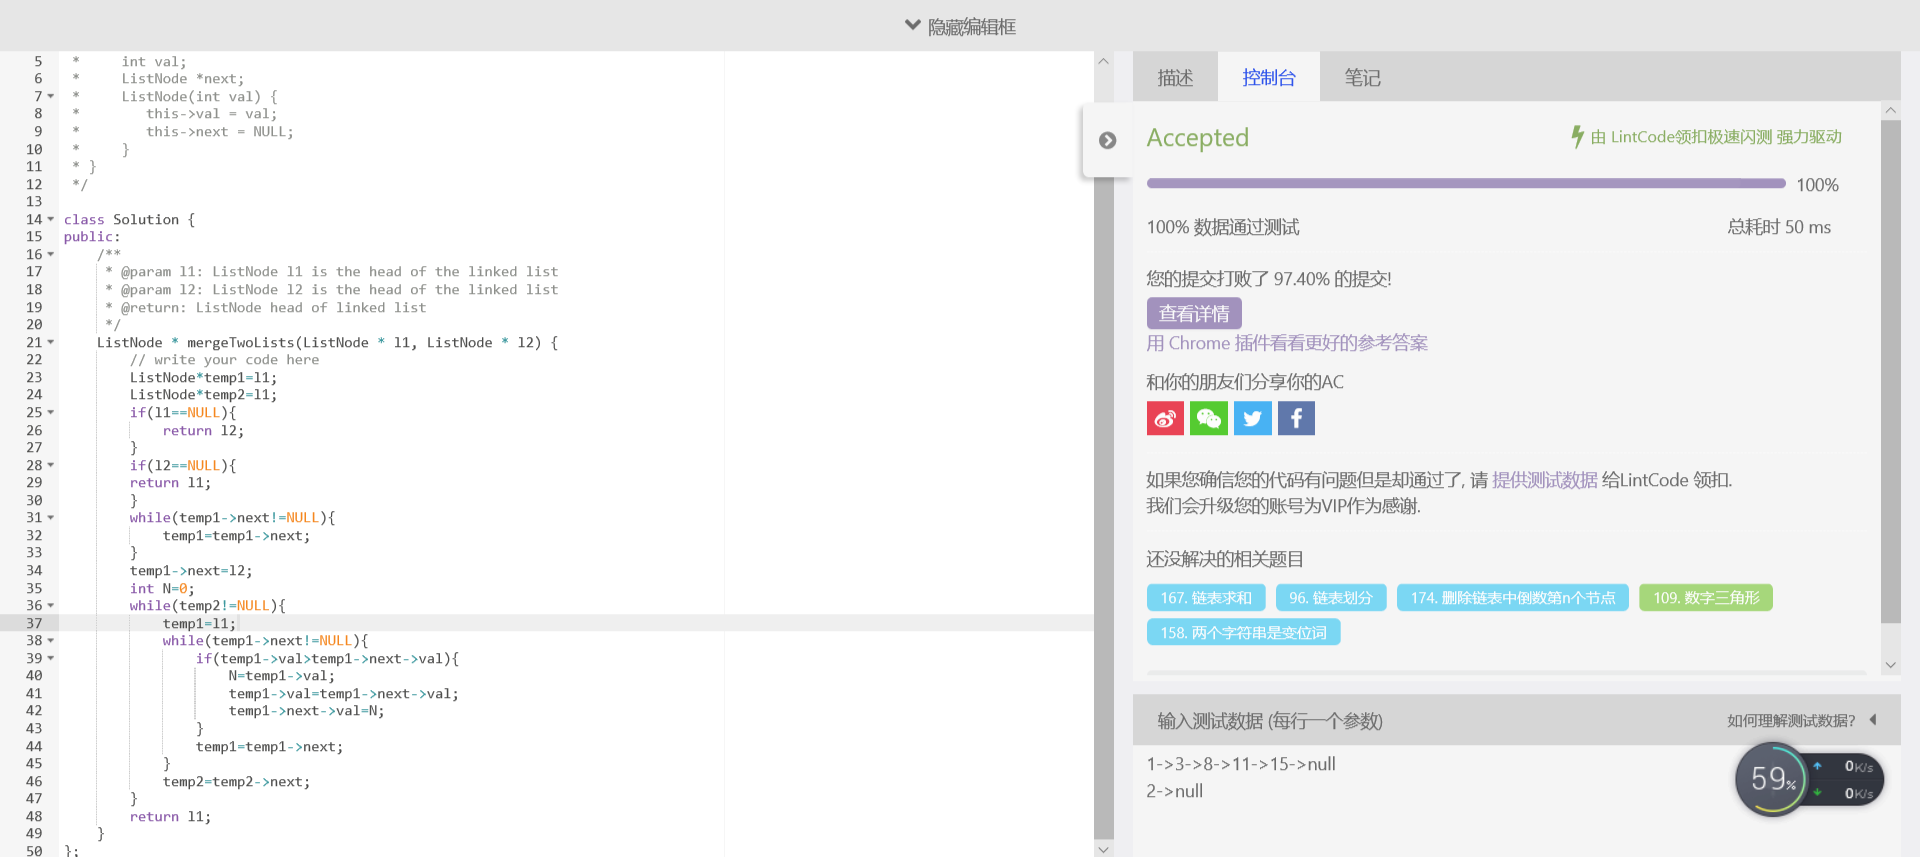 隐藏编辑框
5 *     int val;
6 *     ListNode *next;
7 *     ListNode(int val) {
8 *        this->val = val;
9 *        this->next = NULL;
10 *     }
11 * }
12 */
13
14 class Solution {
15 public:
16     /**
17      * @param l1: ListNode l1 is the head of the linked list
18      * @param l2: ListNode l2 is the head of the linked list
19      * @return: ListNode head of linked list
20      */
21     ListNode * mergeTwoLists(ListNode * l1, ListNode * l2) {
22         // write your code here
23         ListNode*temp1=l1;
24         ListNode*temp2=l1;
25         if(l1==NULL){
26             return l2;
27         }
28         if(l2==NULL){
29         return l1;
30         }
31         while(temp1->next!=NULL){
32             temp1=temp1->next;
33         }
34         temp1->next=l2;
35         int N=0;
36         while(temp2!=NULL){
37             temp1=l1;
38             while(temp1->next!=NULL){
39                 if(temp1->val>temp1->next->val){
40                     N=temp1->val;
41                     temp1->val=temp1->next->val;
42                     temp1->next->val=N;
43                 }
44                 temp1=temp1->next;
45             }
46             temp2=temp2->next;
47         }
48         return l1;
49     }
50 };
描述 控制台 笔记
Accepted 由 LintCode领扣极速闪测 强力驱动
100%
100% 数据通过测试 总耗时 50 ms
您的提交打败了 97.40% 的提交!
查看详情
用 Chrome 插件看看更好的参考答案
和你的朋友们分享你的AC
如果您确信您的代码有问题但是却通过了, 请 提供测试数据 给LintCode 领扣.
我们会升级您的账号为VIP作为感谢.
还没解决的相关题目
167. 链表求和 96. 链表划分 174. 删除链表中倒数第n个节点 109. 数字三角形
158. 两个字符串是变位词
输入测试数据 (每行一个参数) 如何理解测试数据?
1->3->8->11->15->null
2->null
59% 0K/s
0K/s